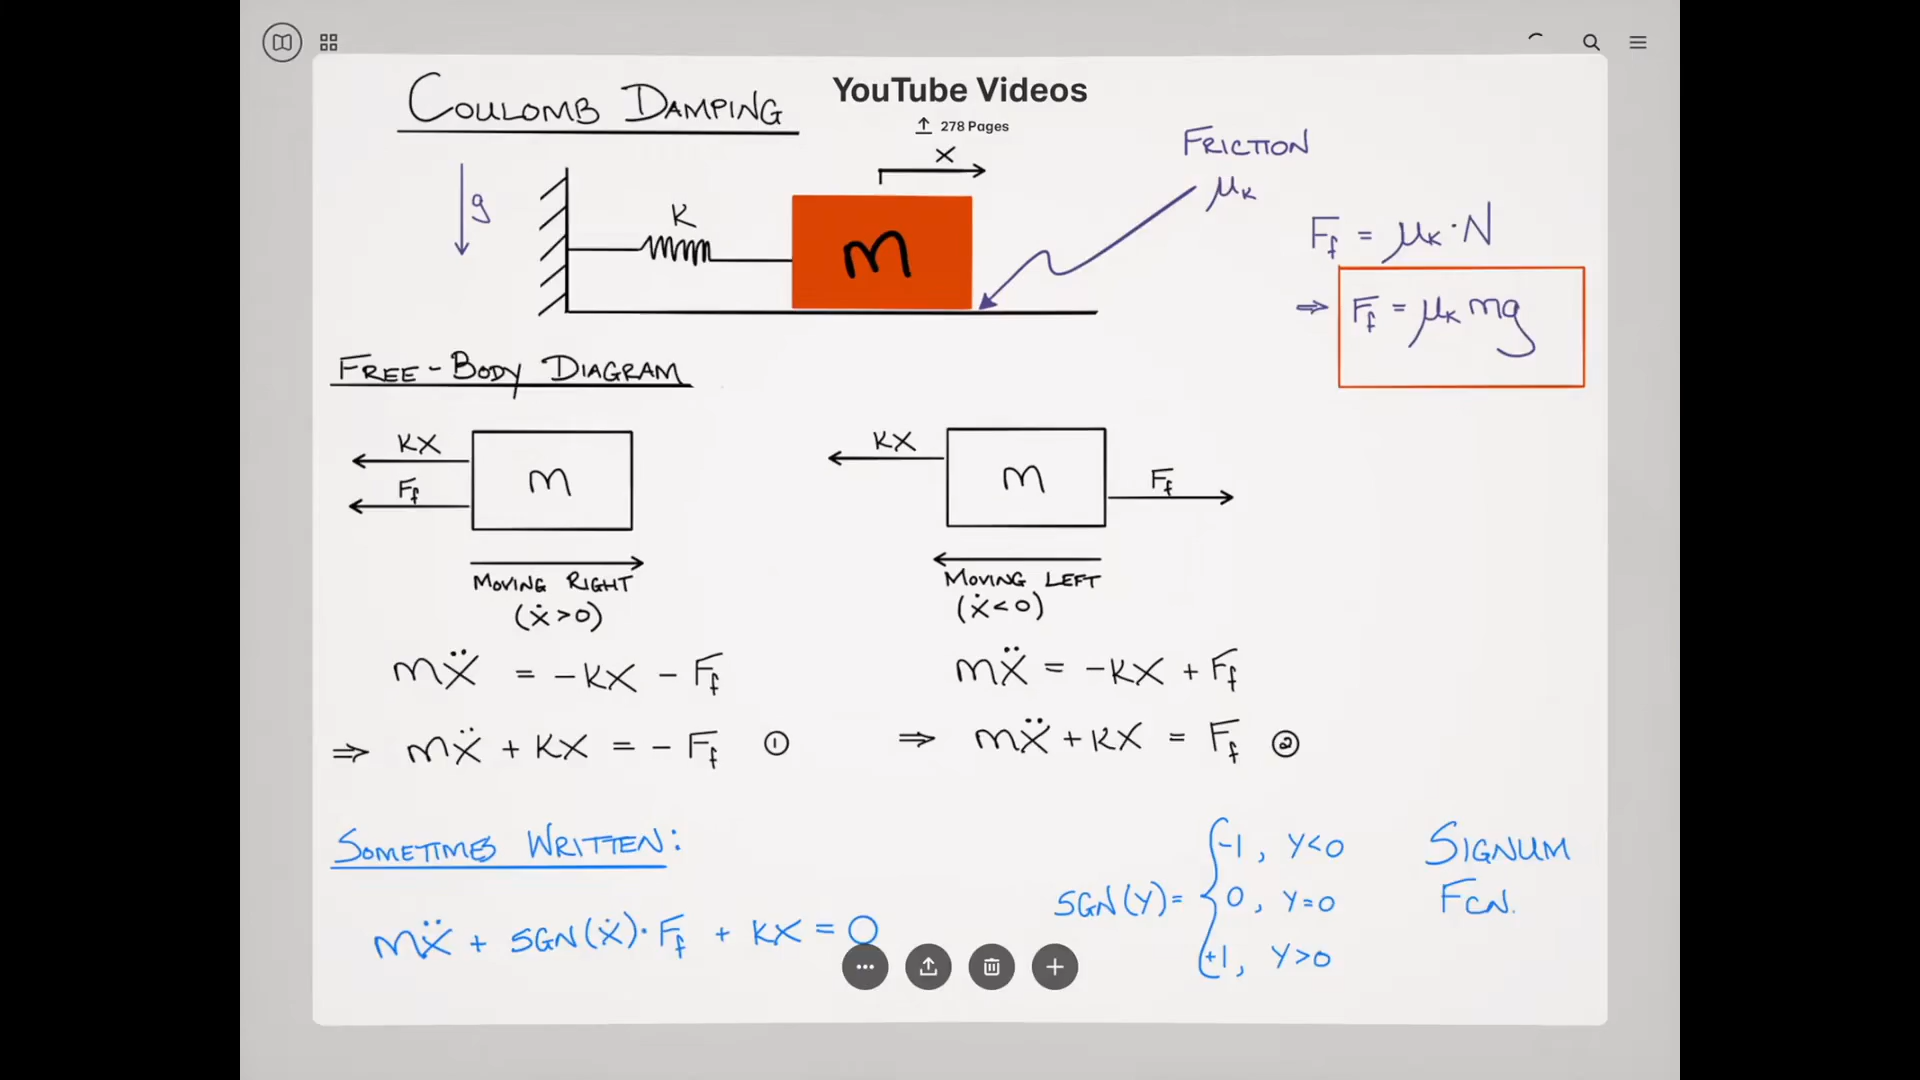 COULOMB DAMPING
YouTube Videos
278 Pages
g
K
m
x
FRICTION
μk
Ff = μk·N
⇒ Ff = μk mg
FREE-BODY DIAGRAM
KX
Ff
m
MOVING RIGHT
(ẋ>0)
KX
m
Ff
MOVING LEFT
(ẋ<0)
mẍ = -KX - Ff
⇒ mẍ + KX = - Ff ①
mẍ = -KX + Ff
⇒ mẍ + KX = Ff ②
SOMETIMES WRITTEN:
mẍ + SGN(ẋ)·Ff + KX = 0
SGN(Y) = { -1, Y<0
0, Y=0
+1, Y>0
SIGNUM
FCN.